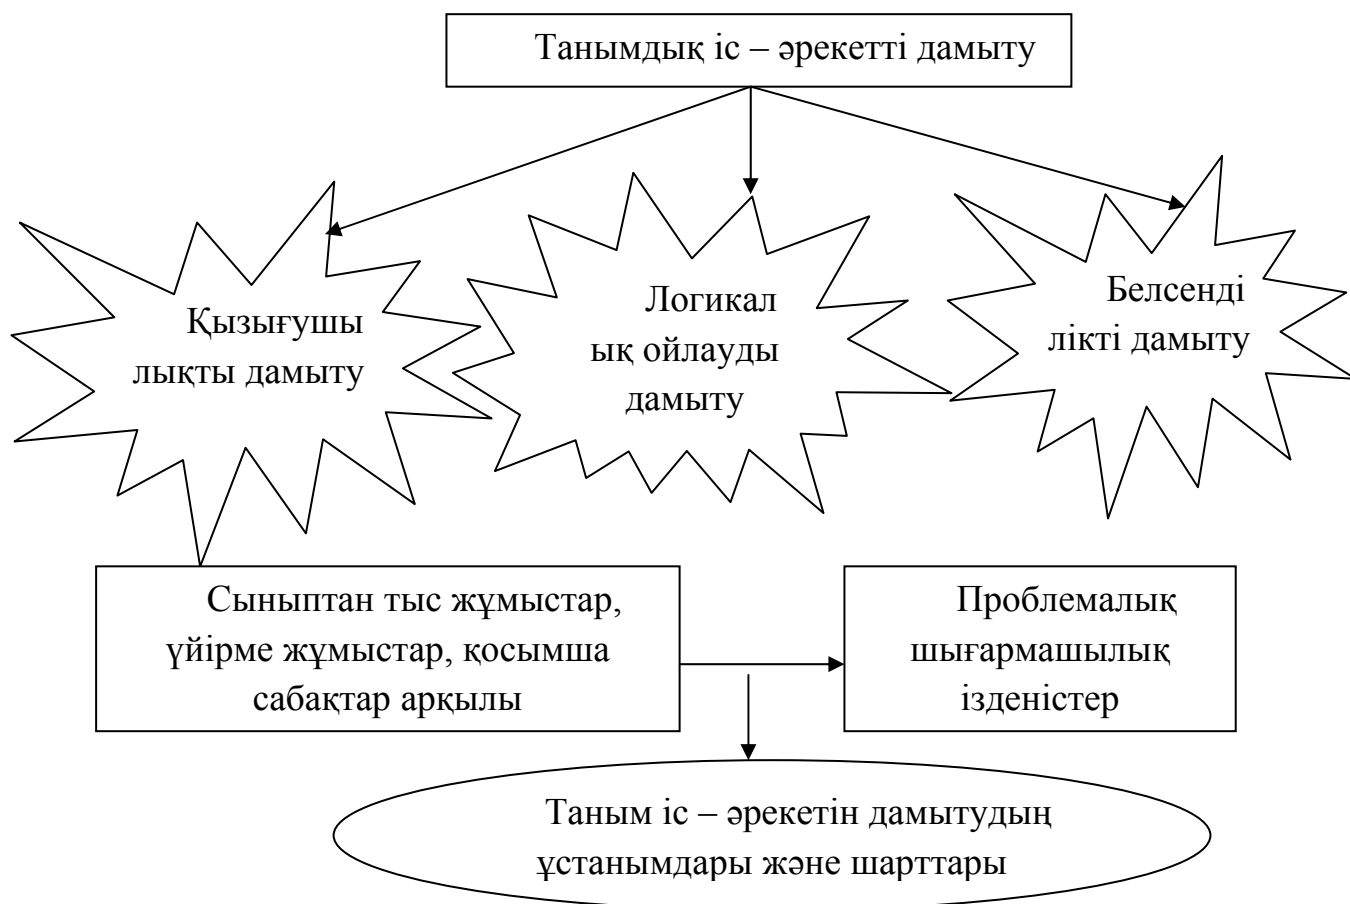 Танымдық іс – әрекетті дамыту
Қызығушы
лықты дамыту
Логикал
ық ойлауды
дамыту
Белсенді
лікті дамыту
Сыныптан тыс жұмыстар,
үйірме жұмыстар, қосымша
сабақтар арқылы
Проблемалық
шығармашылық
ізденістер
Таным іс – әрекетін дамытудың
ұстанымдары және шарттары